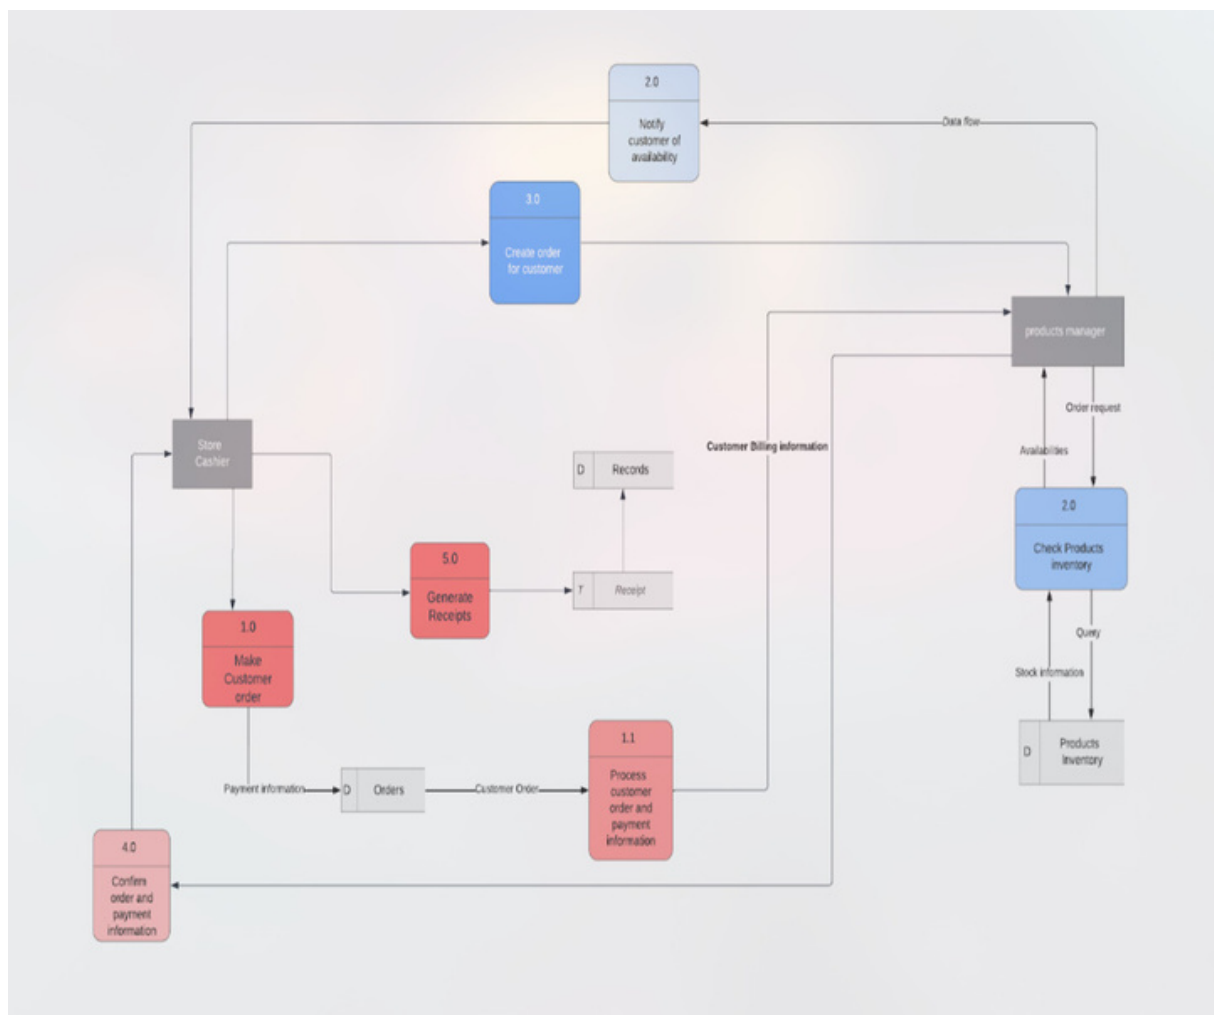 2.0
Notify
customer of
availability
Data flow
3.0
Create order
for customer
products manager
Order request
Store
Cashier
Customer Billing information
Availabilities
D
Records
2.0
Check Products
inventory
5.0
Generate
Receipts
T
Receipt
1.0
Make
Customer
order
Query
Stock information
1.1
Process
customer
order and
payment
information
D
Products
Inventory
Payment information
D
Orders
Customer Order
4.0
Confirm
order and
payment
information